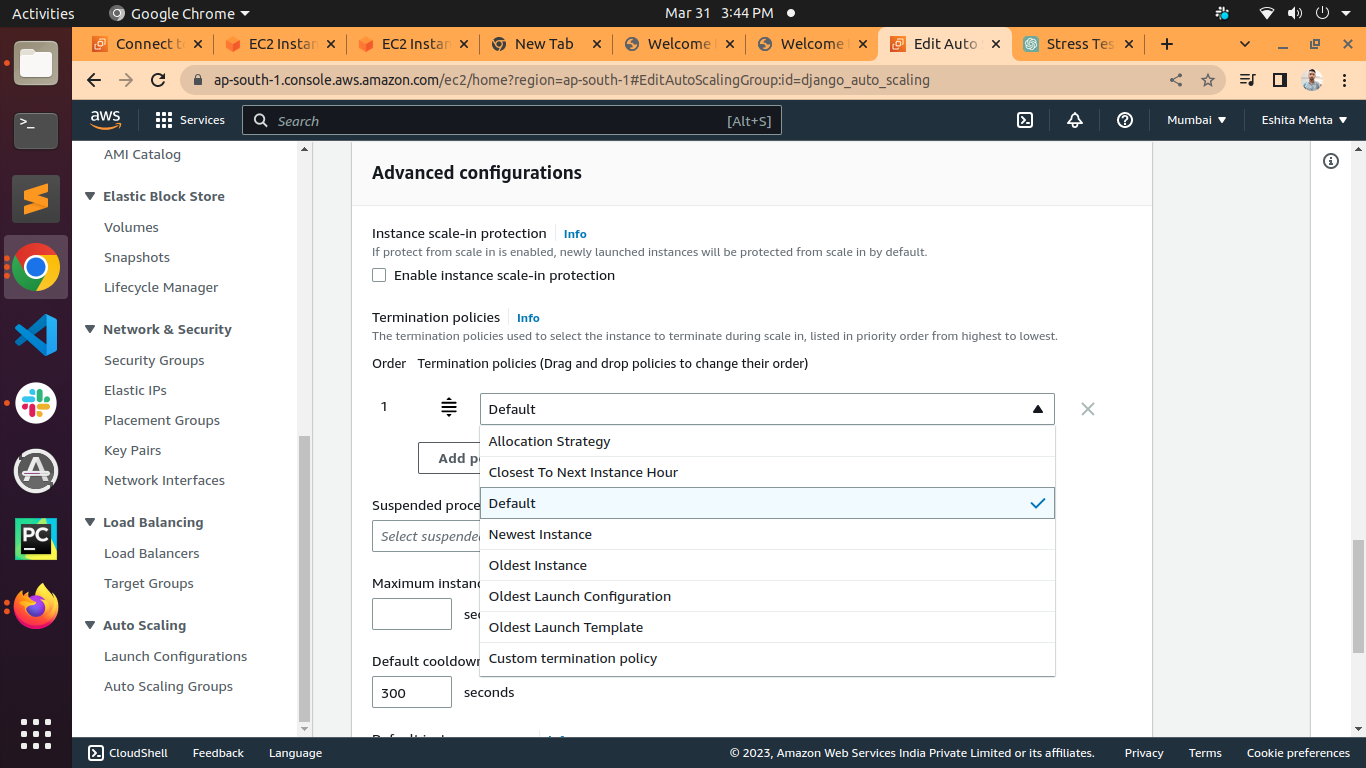 Activities
Google Chrome
Mar 31 3:44 PM
Connect t
EC2 Instan
EC2 Instan
New Tab
Welcome
Welcome
Edit Auto
Stress Tes
ap-south-1.console.aws.amazon.com/ec2/home?region=ap-south-1#EditAutoScalingGroup:id=django_auto_scaling
aws
Services
Search
[Alt+S]
Mumbai
Eshita Mehta
AMI Catalog
Elastic Block Store
Volumes
Snapshots
Lifecycle Manager
Network & Security
Security Groups
Elastic IPs
Placement Groups
Key Pairs
Network Interfaces
Load Balancing
Load Balancers
Target Groups
Auto Scaling
Launch Configurations
Auto Scaling Groups
Advanced configurations
Instance scale-in protection Info
If protect from scale in is enabled, newly launched instances will be protected from scale in by default.
Enable instance scale-in protection
Termination policies Info
The termination policies used to select the instance to terminate during scale in, listed in priority order from highest to lowest.
Order Termination policies (Drag and drop policies to change their order)
1
Default
Allocation Strategy
Closest To Next Instance Hour
Default
Newest Instance
Oldest Instance
Oldest Launch Configuration
Oldest Launch Template
Custom termination policy
Add p
Suspended proce
Select suspende
Maximum instanc
sec
Default cooldown
300 seconds
PC
CloudShell
Feedback
Language
© 2023, Amazon Web Services India Private Limited or its affiliates.
Privacy
Terms
Cookie preferences